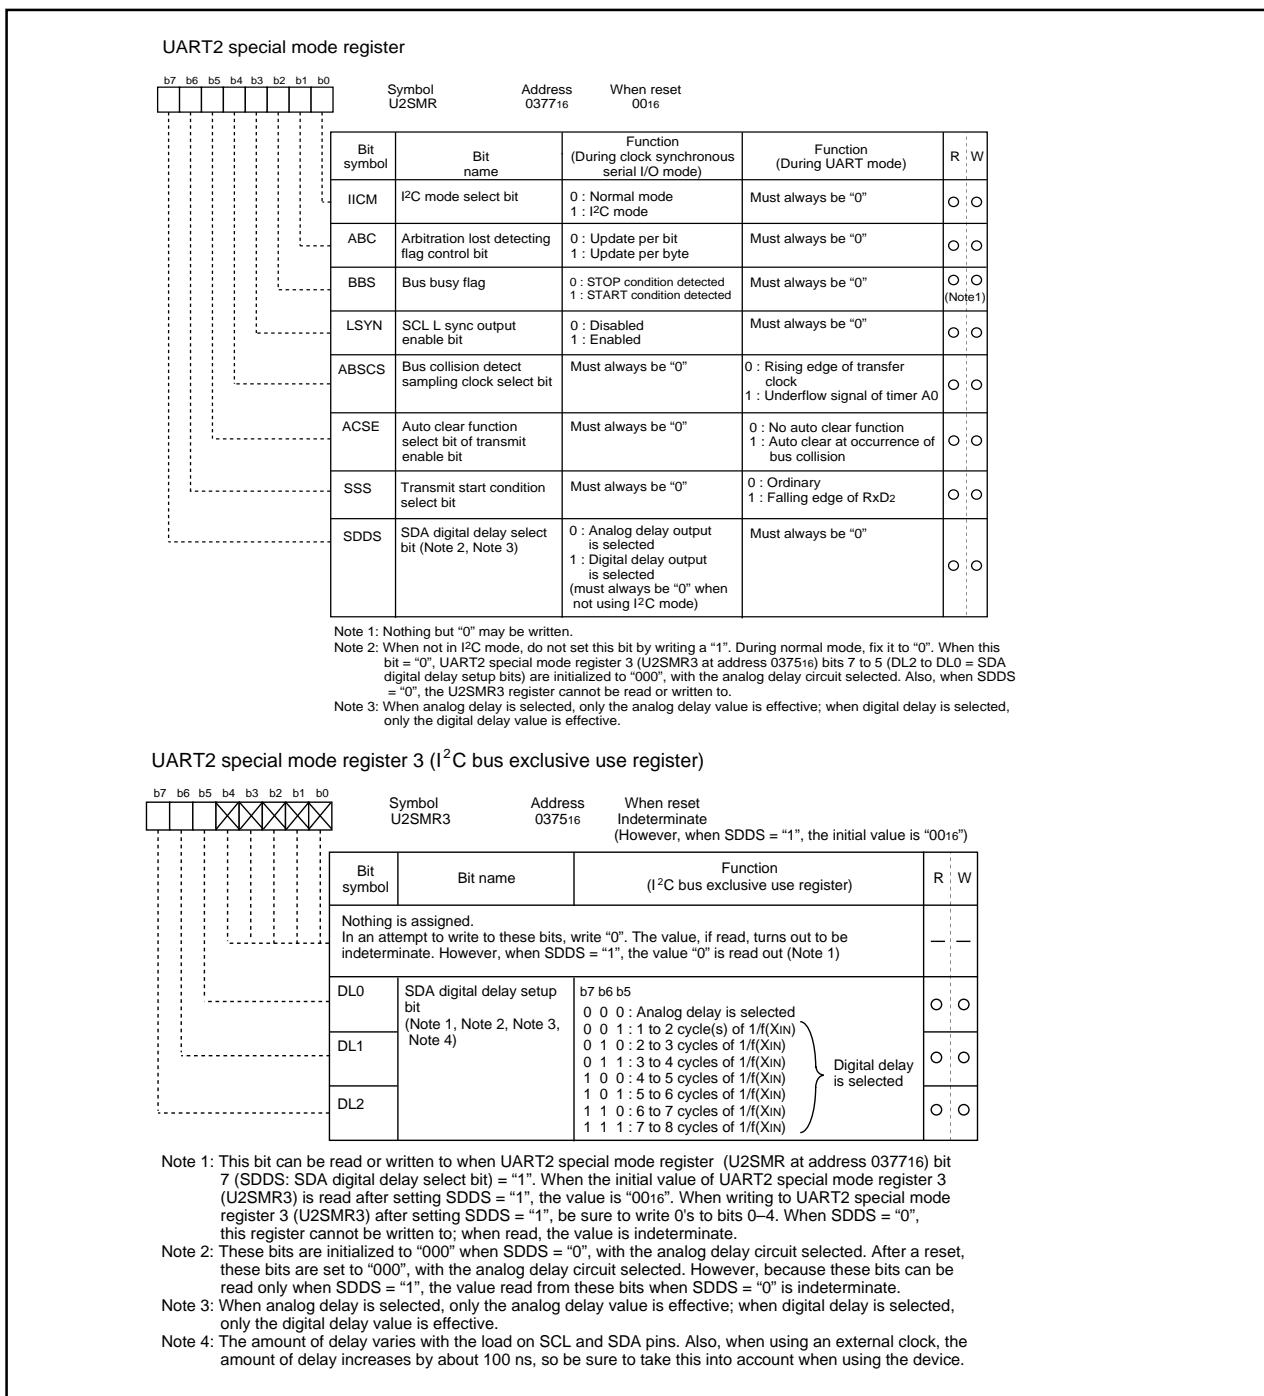 UART2 special mode register
b7 b6 b5 b4 b3 b2 b1 b0
Symbol Address When reset
U2SMR 037716 0016
Bit symbol Bit name Function (During clock synchronous serial I/O mode) Function (During UART mode) R W
IICM I2C mode select bit 0 : Normal mode Must always be “0”
1 : I2C mode
ABC Arbitration lost detecting 0 : Update per bit Must always be “0”
flag control bit 1 : Update per byte
BBS Bus busy flag 0 : STOP condition detected Must always be “0”
1 : START condition detected (Note1)
LSYN SCL L sync output 0 : Disabled Must always be “0”
enable bit 1 : Enabled
ABSCS Bus collision detect Must always be “0” 0 : Rising edge of transfer
sampling clock select bit clock
1 : Underflow signal of timer A0
ACSE Auto clear function Must always be “0” 0 : No auto clear function
select bit of transmit 1 : Auto clear at occurrence of
enable bit bus collision
SSS Transmit start condition Must always be “0” 0 : Ordinary
select bit 1 : Falling edge of RxD2
SDDS SDA digital delay select 0 : Analog delay output Must always be “0”
bit (Note 2, Note 3) is selected
1 : Digital delay output
is selected
(must always be “0” when
not using I2C mode)
Note 1: Nothing but “0” may be written.
Note 2: When not in I2C mode, do not set this bit by writing a “1”. During normal mode, fix it to “0”. When this
bit = “0”, UART2 special mode register 3 (U2SMR3 at address 037516) bits 7 to 5 (DL2 to DL0 = SDA
digital delay setup bits) are initialized to “000”, with the analog delay circuit selected. Also, when SDDS
= “0”, the U2SMR3 register cannot be read or written to.
Note 3: When analog delay is selected, only the analog delay value is effective; when digital delay is selected,
only the digital delay value is effective.
UART2 special mode register 3 (I2C bus exclusive use register)
b7 b6 b5 b4 b3 b2 b1 b0
Symbol Address When reset
U2SMR3 037516 Indeterminate
(However, when SDDS = “1”, the initial value is “0016”)
Bit symbol Bit name Function (I2C bus exclusive use register) R W
Nothing is assigned.
In an attempt to write to these bits, write “0”. The value, if read, turns out to be
indeterminate. However, when SDDS = “1”, the value “0” is read out (Note 1)
— —
DL0 SDA digital delay setup b7 b6 b5
bit
(Note 1, Note 2, Note 3,
Note 4)
DL1
DL2
0 0 0 : Analog delay is selected
0 0 1 : 1 to 2 cycle(s) of 1/f(XIN)
0 1 0 : 2 to 3 cycles of 1/f(XIN)
0 1 1 : 3 to 4 cycles of 1/f(XIN)
1 0 0 : 4 to 5 cycles of 1/f(XIN)
1 0 1 : 5 to 6 cycles of 1/f(XIN)
1 1 0 : 6 to 7 cycles of 1/f(XIN)
1 1 1 : 7 to 8 cycles of 1/f(XIN)
Digital delay
is selected
Note 1: This bit can be read or written to when UART2 special mode register (U2SMR at address 037716) bit
7 (SDDS: SDA digital delay select bit) = “1”. When the initial value of UART2 special mode register 3
(U2SMR3) is read after setting SDDS = “1”, the value is “0016”. When writing to UART2 special mode
register 3 (U2SMR3) after setting SDDS = “1”, be sure to write 0's to bits 0–4. When SDDS = “0”,
this register cannot be written to; when read, the value is indeterminate.
Note 2: These bits are initialized to “000” when SDDS = “0”, with the analog delay circuit selected. After a reset,
these bits are set to “000”, with the analog delay circuit selected. However, because these bits can be
read only when SDDS = “1”, the value read from these bits when SDDS = “0” is indeterminate.
Note 3: When analog delay is selected, only the analog delay value is effective; when digital delay is selected,
only the digital delay value is effective.
Note 4: The amount of delay varies with the load on SCL and SDA pins. Also, when using an external clock, the
amount of delay increases by about 100 ns, so be sure to take this into account when using the device.